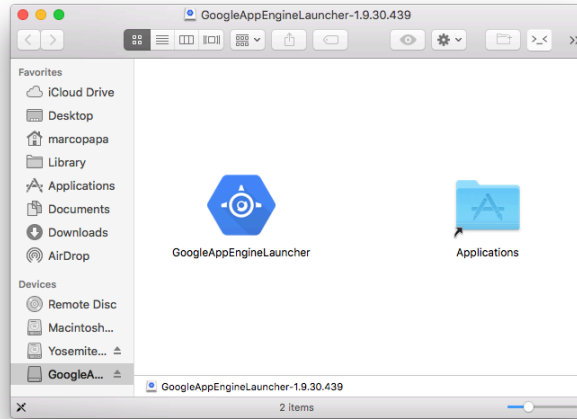 GoogleAppEngineLauncher-1.9.30.439
Favorites
iCloud Drive
Desktop
marcopapa
Library
Applications
Documents
Downloads
AirDrop
Devices
Remote Disc
Macintosh...
Yosemite...
GoogleA...
GoogleAppEngineLauncher
Applications
GoogleAppEngineLauncher-1.9.30.439
2 items